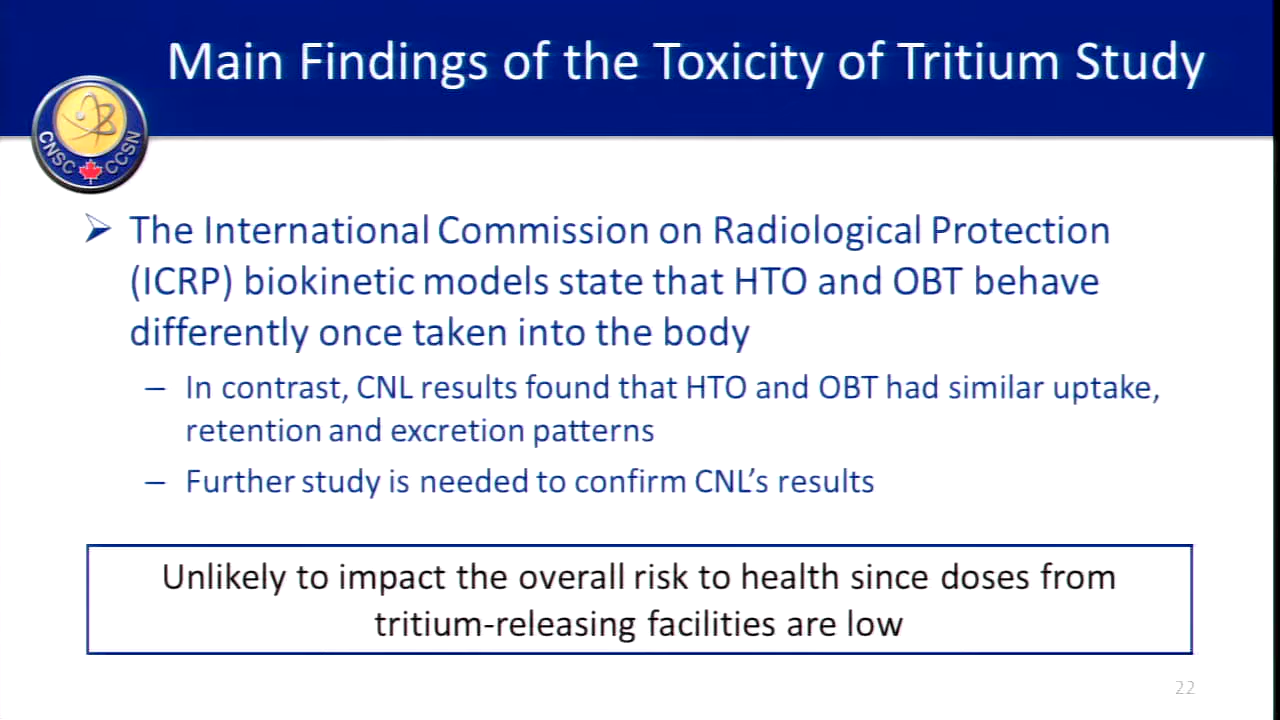 Main Findings of the Toxicity of Tritium Study
CNSC CCSN
The International Commission on Radiological Protection
(ICRP) biokinetic models state that HTO and OBT behave
differently once taken into the body
– In contrast, CNL results found that HTO and OBT had similar uptake,
retention and excretion patterns
– Further study is needed to confirm CNL’s results
Unlikely to impact the overall risk to health since doses from
tritium-releasing facilities are low
22